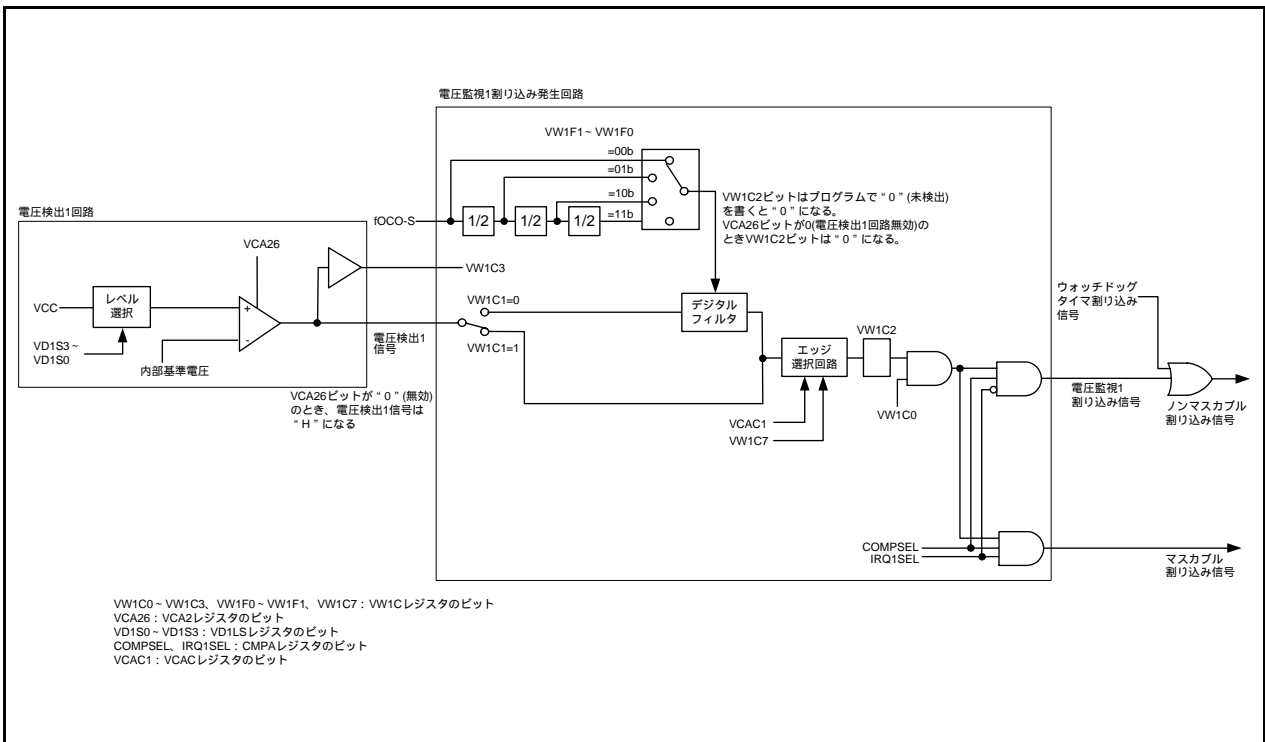 電圧監視1割り込み発生回路
VW1F1~VW1F0
=00b
=01b
=10b
=11b
VW1C2ビットはプログラムで“0”(未検出)
を書くと“0”になる。
VCA26ビットが0(電圧検出1回路無効)の
ときVW1C2ビットは“0”になる。
電圧検出1回路
fOCO-S
1/2
1/2
1/2
VCA26
VW1C3
VCC
レベル
選択
+
-
VD1S3~
VD1S0
内部基準電圧
電圧検出1
信号
VW1C1=0
VW1C1=1
デジタル
フィルタ
エッジ
選択回路
VW1C2
VW1C0
VCAC1
VW1C7
VCA26ビットが“0”(無効)
のとき、電圧検出1信号は
“H”になる
ウォッチドッグ
タイマ割り込み
信号
電圧監視1
割り込み信号
ノンマスカブル
割り込み信号
COMPSEL
IRQ1SEL
マスカブル
割り込み信号
VW1C0~VW1C3、VW1F0~VW1F1、VW1C7:VW1Cレジスタのビット
VCA26:VCA2レジスタのビット
VD1S0~VD1S3:VD1LSレジスタのビット
COMPSEL、IRQ1SEL:CMPAレジスタのビット
VCAC1:VCACレジスタのビット